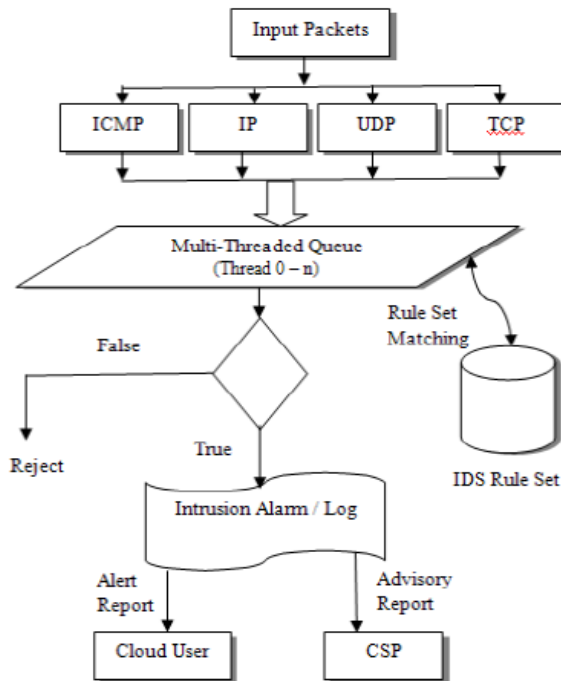 Input Packets
ICMP
IP
UDP
TCP
Multi-Threaded Queue
(Thread 0 – n)
Rule Set
Matching
False
Reject
True
IDS Rule Set
Intrusion Alarm / Log
Alert
Report
Advisory
Report
Cloud User
CSP